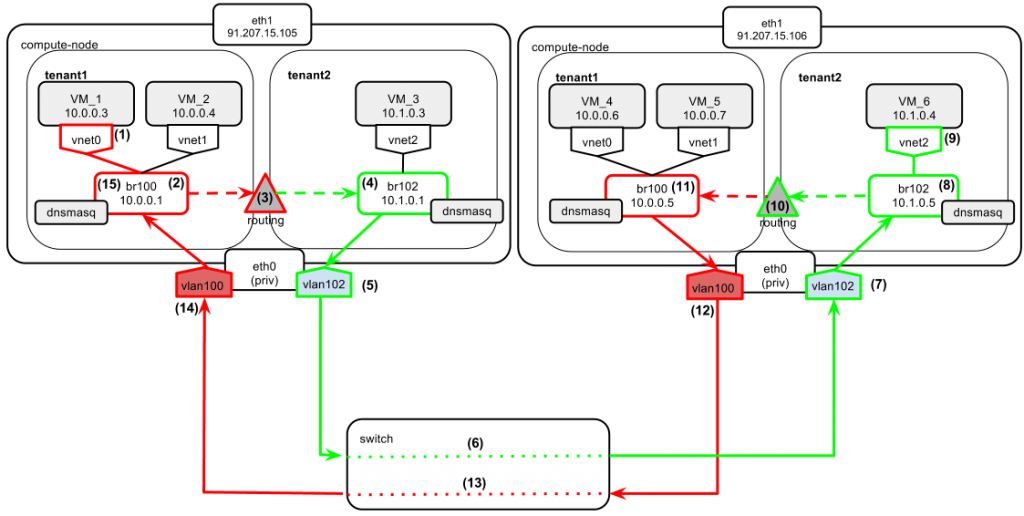 eth1
91.207.15.105
compute-node
tenant1
tenant2
VM_1
10.0.0.3
VM_2
10.0.0.4
VM_3
10.1.0.3
vnet0
(1)
vnet1
vnet2
(15)
br100
(2)
10.0.0.1
dnsmasq
(3)
routing
(4)
br102
10.1.0.1
dnsmasq
vlan100
(14)
eth0
(priv)
vlan102
(5)
eth1
91.207.15.106
compute-node
tenant1
tenant2
VM_4
10.0.0.6
VM_5
10.0.0.7
VM_6
10.1.0.4
vnet0
vnet1
vnet2
(9)
br100
(11)
10.0.0.5
dnsmasq
(10)
routing
br102
(8)
10.1.0.5
dnsmasq
vlan100
(12)
eth0
(priv)
vlan102
(7)
switch
(6)
(13)